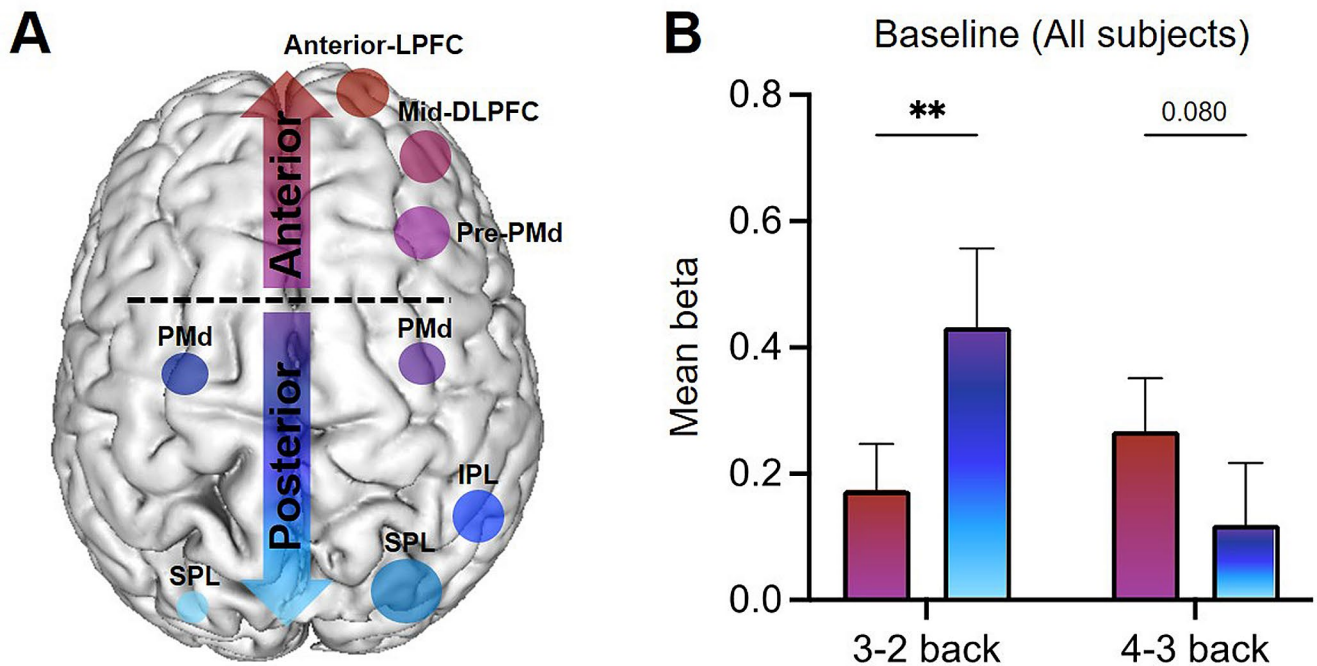 A
Anterior-LPFC
Mid-DLPFC
Anterior
Pre-PMd
PMd
PMd
Posterior
IPL
SPL
SPL
B
Baseline (All subjects)
Mean beta
0.8
0.6
0.4
0.2
0.0
**
0.080
3-2 back
4-3 back